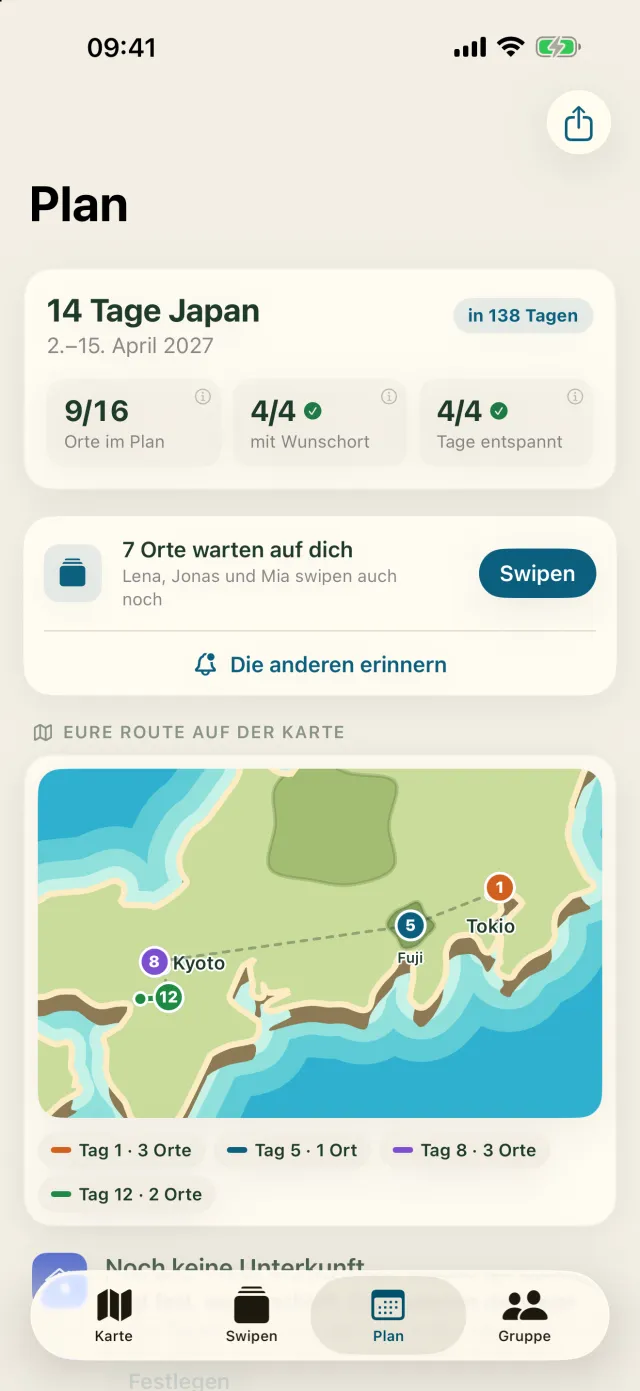 09:41
Plan
14 Tage Japan
in 138 Tagen
2.–15. April 2027
9/16
Orte im Plan
4/4
mit Wunschort
4/4
Tage entspannt
7 Orte warten auf dich
Lena, Jonas und Mia swipen auch
noch
Swipen
Die anderen erinnern
EURE ROUTE AUF DER KARTE
1
Tokio
5
Fuji
8 Kyoto
12
Tag 1 · 3 Orte
Tag 5 · 1 Ort
Tag 8 · 3 Orte
Tag 12 · 2 Orte
Noch keine Unterkunft
Karte
Swipen
Plan
Gruppe
Festlegen